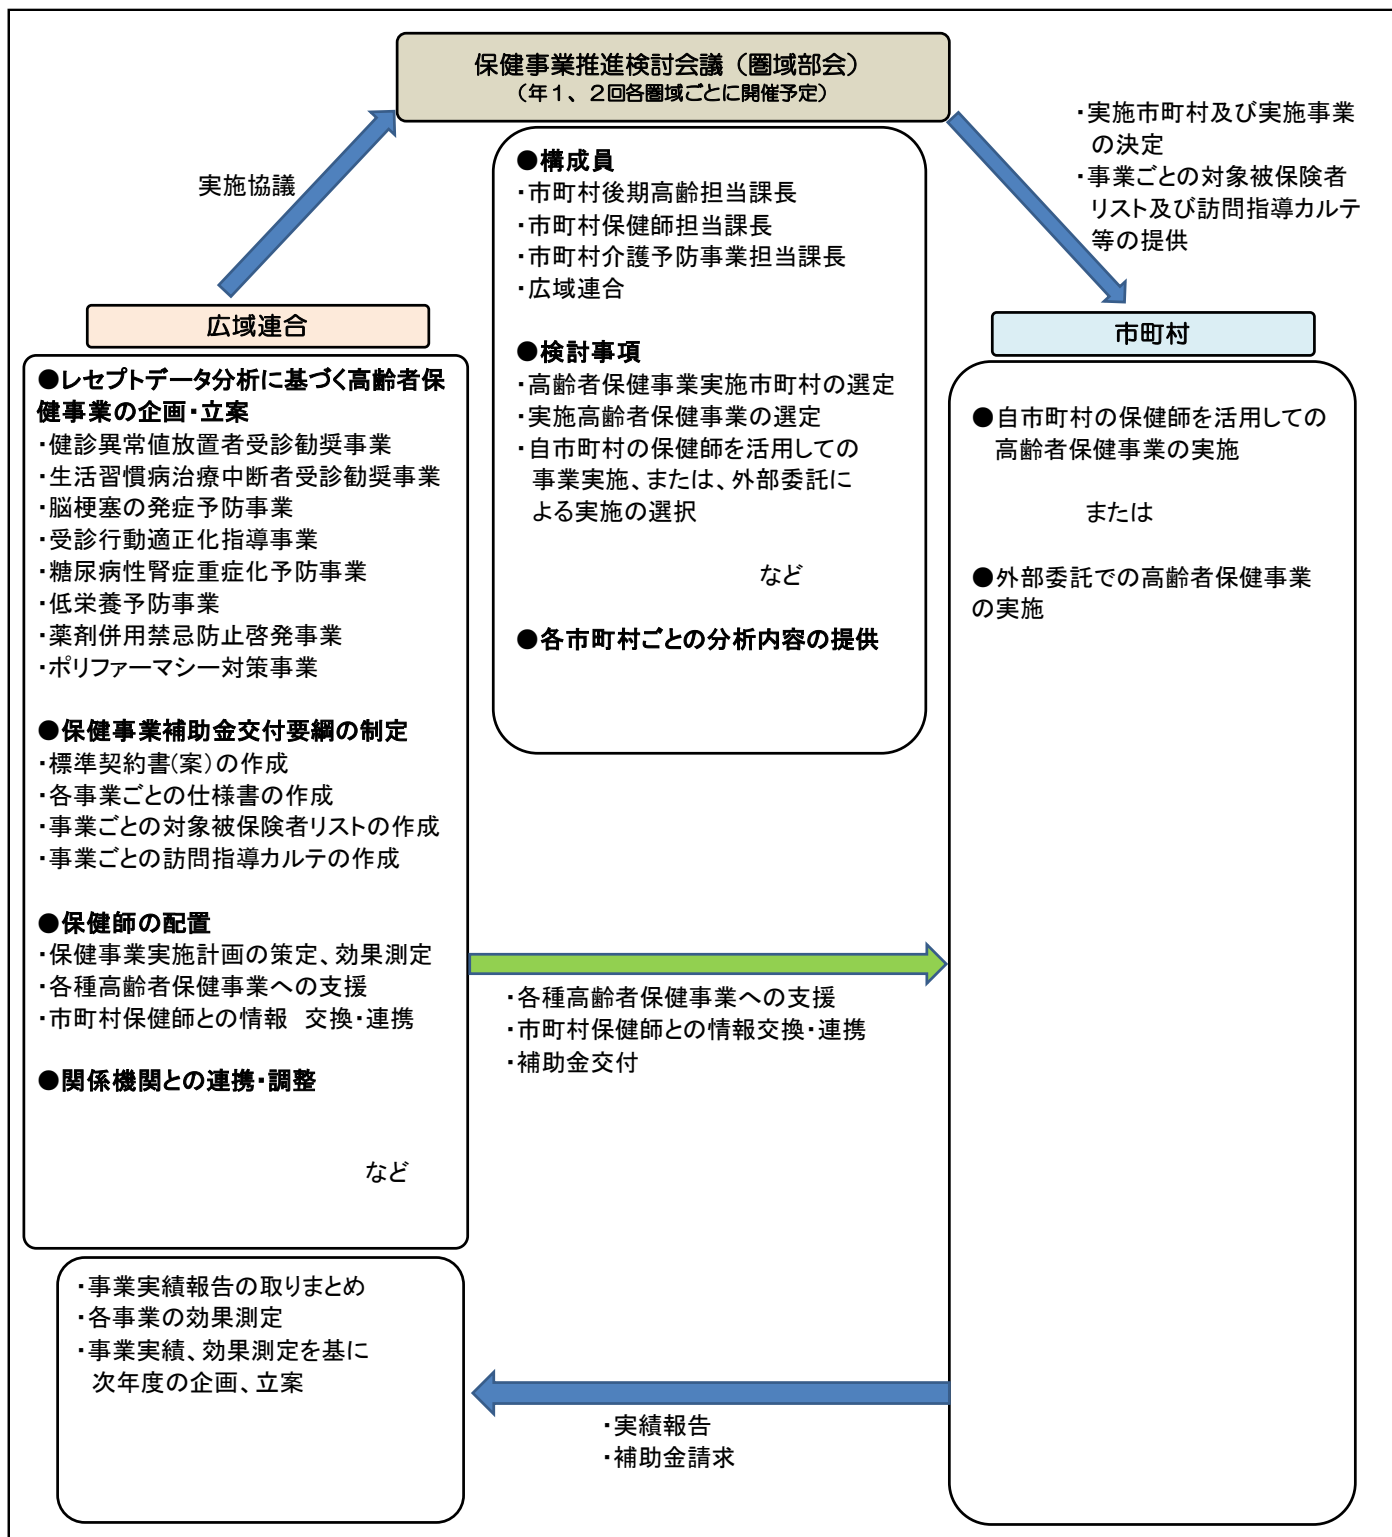 保健事業推進検討会議（圏域部会）
（年１、２回各圏域ごとに開催予定）
実施協議
・実施市町村及び実施事業
の決定
・事業ごとの対象被保険者
リスト及び訪問指導カルテ
等の提供
●構成員
・市町村後期高齢担当課長
・市町村保健師担当課長
・市町村介護予防事業担当課長
・広域連合
●検討事項
・高齢者保健事業実施市町村の選定
・実施高齢者保健事業の選定
・自市町村の保健師を活用しての
事業実施、または、外部委託に
よる実施の選択
など
●各市町村ごとの分析内容の提供
広域連合
●レセプトデータ分析に基づく高齢者保
健事業の企画・立案
・健診異常値放置者受診勧奨事業
・生活習慣病治療中断者受診勧奨事業
・脳梗塞の発症予防事業
・受診行動適正化指導事業
・糖尿病性腎症重症化予防事業
・低栄養予防事業
・薬剤併用禁忌防止啓発事業
・ポリファーマシー対策事業
●保健事業補助金交付要綱の制定
・標準契約書(案)の作成
・各事業ごとの仕様書の作成
・事業ごとの対象被保険者リストの作成
・事業ごとの訪問指導カルテの作成
●保健師の配置
・保健事業実施計画の策定、効果測定
・各種高齢者保健事業への支援
・市町村保健師との情報　交換・連携
●関係機関との連携・調整
など
市町村
●自市町村の保健師を活用しての
高齢者保健事業の実施
または
●外部委託での高齢者保健事業
の実施
・各種高齢者保健事業への支援
・市町村保健師との情報交換・連携
・補助金交付
・事業実績報告の取りまとめ
・各事業の効果測定
・事業実績、効果測定を基に
次年度の企画、立案
・実績報告
・補助金請求